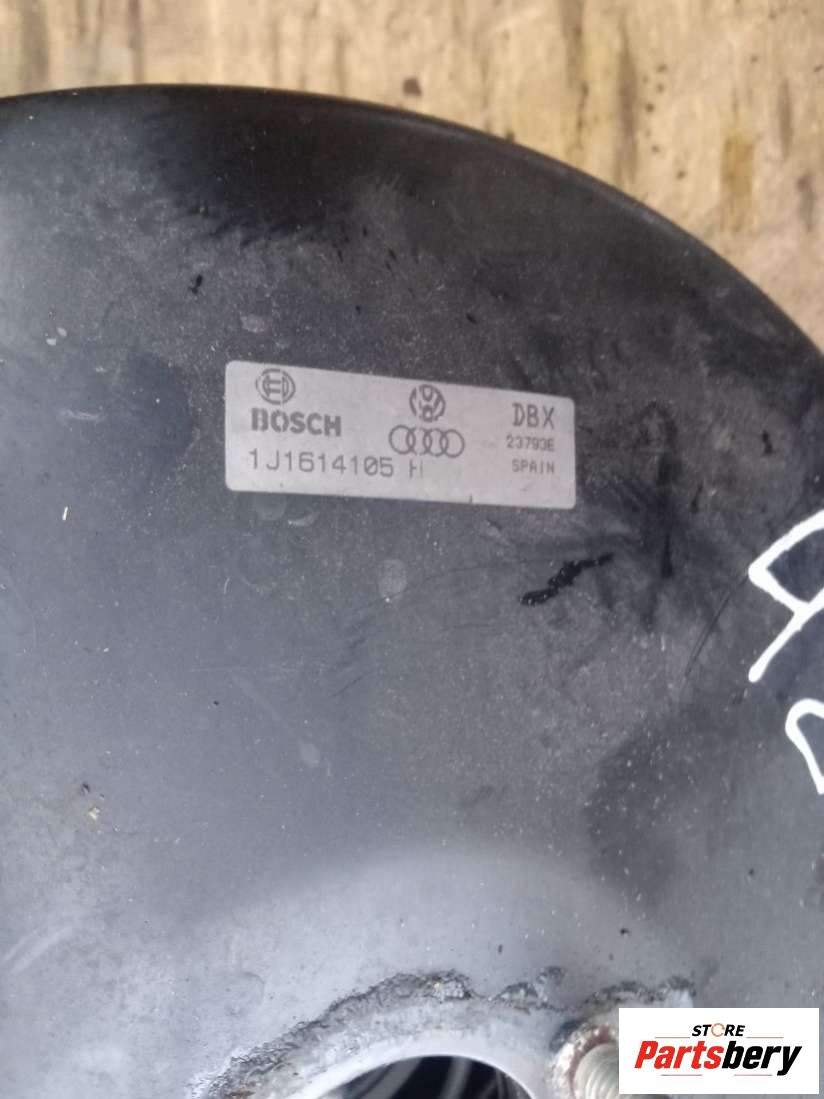 BOSCH
DBX
23793E
1J1614105 H
SPAIN
STORE
Partsbery